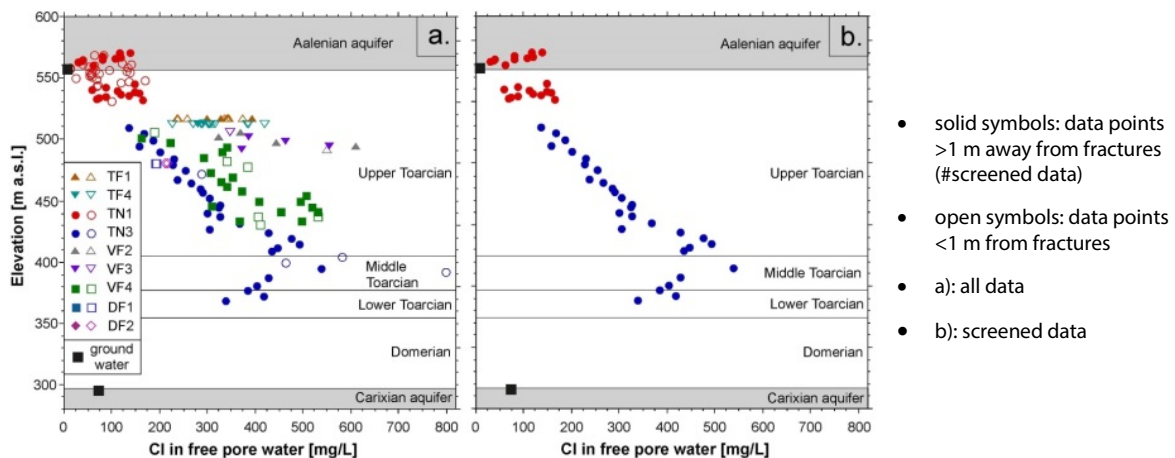 a.
Aalenian aquifer
Upper Toarcian
Middle
Toarcian
Lower Toarcian
Domerian
Carixian aquifer
600
550
500
450
400
350
300
Elevation [m a.s.l.]
TF1
TF4
TN1
TN3
VF2
VF3
VF4
DF1
DF2
ground
water
0 100 200 300 400 500 600 700 800
Cl in free pore water [mg/L]
b.
Aalenian aquifer
Upper Toarcian
Middle Toarcian
Lower Toarcian
Domerian
Carixian aquifer
0 100 200 300 400 500 600 700 800
Cl in free pore water [mg/L]
• solid symbols: data points
>1 m away from fractures
(#screened data)
• open symbols: data points
<1 m from fractures
• a): all data
• b): screened data